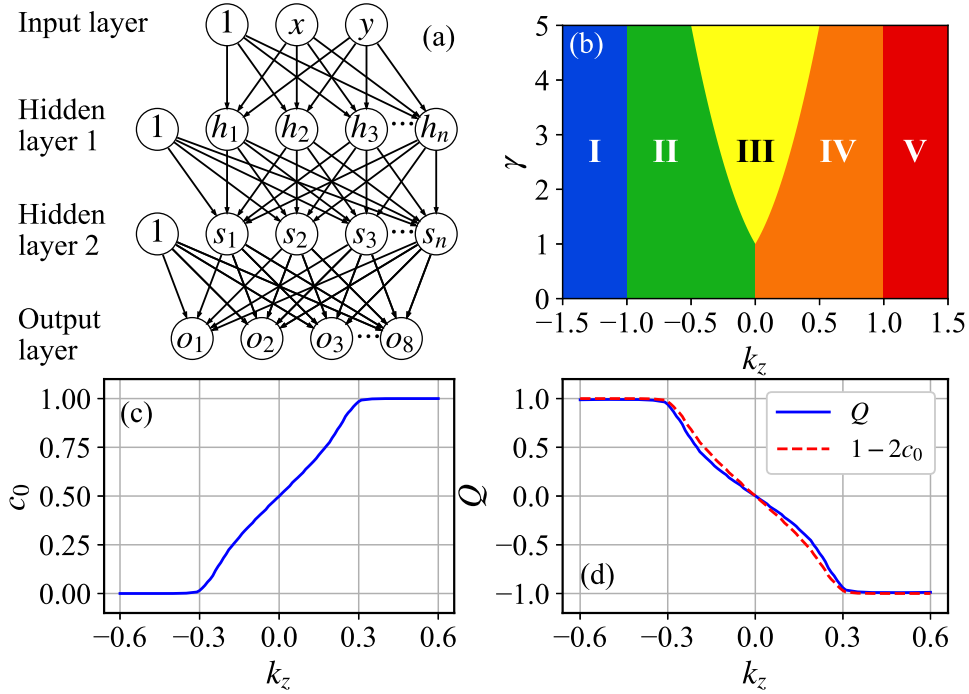 Input layer 1 x y (a)
Hidden
layer 1
1 h1 h2 h3 ... hn
Hidden
layer 2
1 s1 s2 s3 ... sn
Output
layer
o1 o2 o3 ... o8
(b)
γ
5
4
3
2
1
0
I II III IV V
−1.5 −1.0 −0.5 0.0 0.5 1.0 1.5
kz
(c)
c0
1.00
0.75
0.50
0.25
0.00
−0.6 −0.3 0.0 0.3 0.6
kz
Q
1.0
0.5
0.0
−0.5
−1.0
Q
1 − 2c0
(d)
−0.6 −0.3 0.0 0.3 0.6
kz